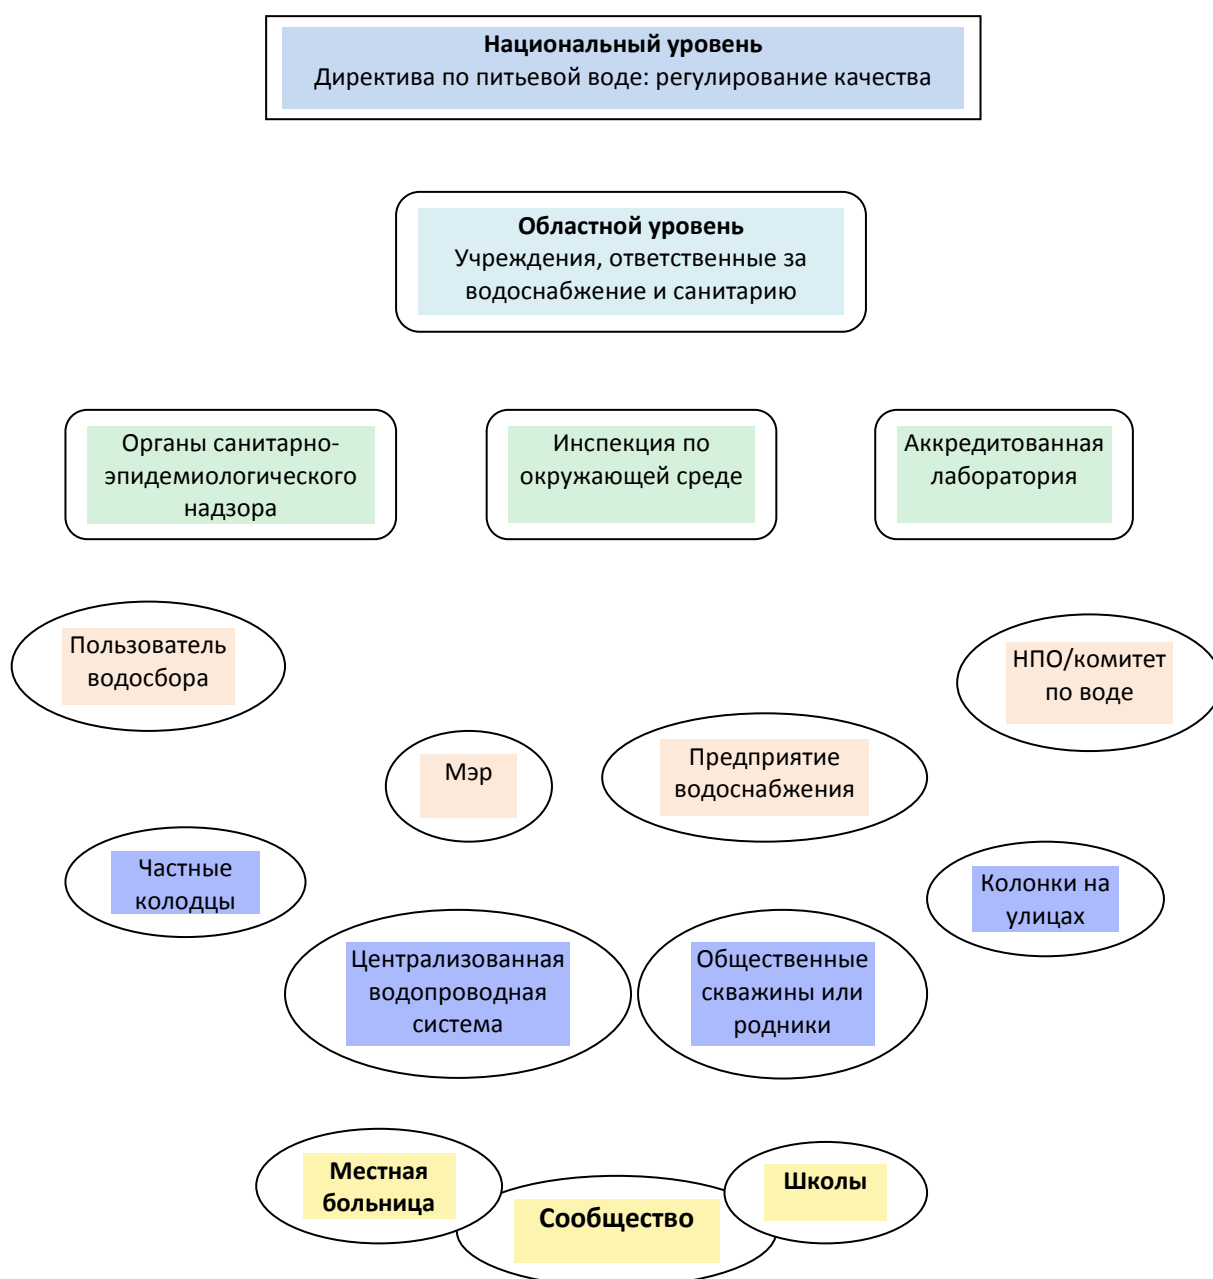 Национальный уровень
Директива по питьевой воде: регулирование качества
Областной уровень
Учреждения, ответственные за
водоснабжение и санитарию
Органы санитарно-
эпидемиологического
надзора
Инспекция по
окружающей среде
Аккредитованная
лаборатория
Пользователь
водосбора
НПО/комитет
по воде
Мэр
Предприятие
водоснабжения
Частные
колодцы
Колонки на
улицах
Централизованная
водопроводная
система
Общественные
скважины или
родники
Местная
больница
Сообщество
Школы